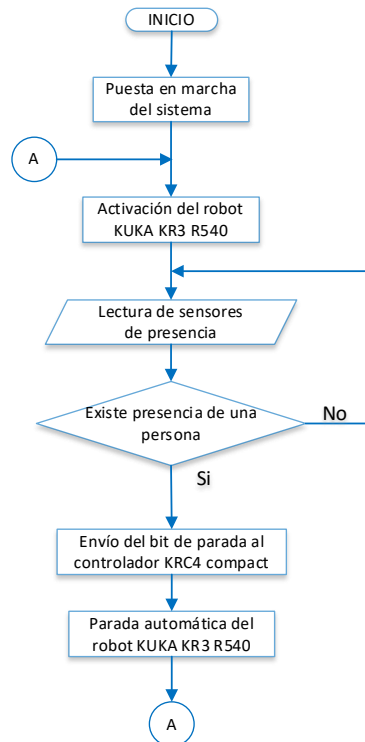 INICIO
Puesta en marcha
del sistema
A
Activación del robot
KUKA KR3 R540
Lectura de sensores
de presencia
Existe presencia de una
persona
No
Si
Envío del bit de parada al
controlador KRC4 compact
Parada automática del
robot KUKA KR3 R540
A